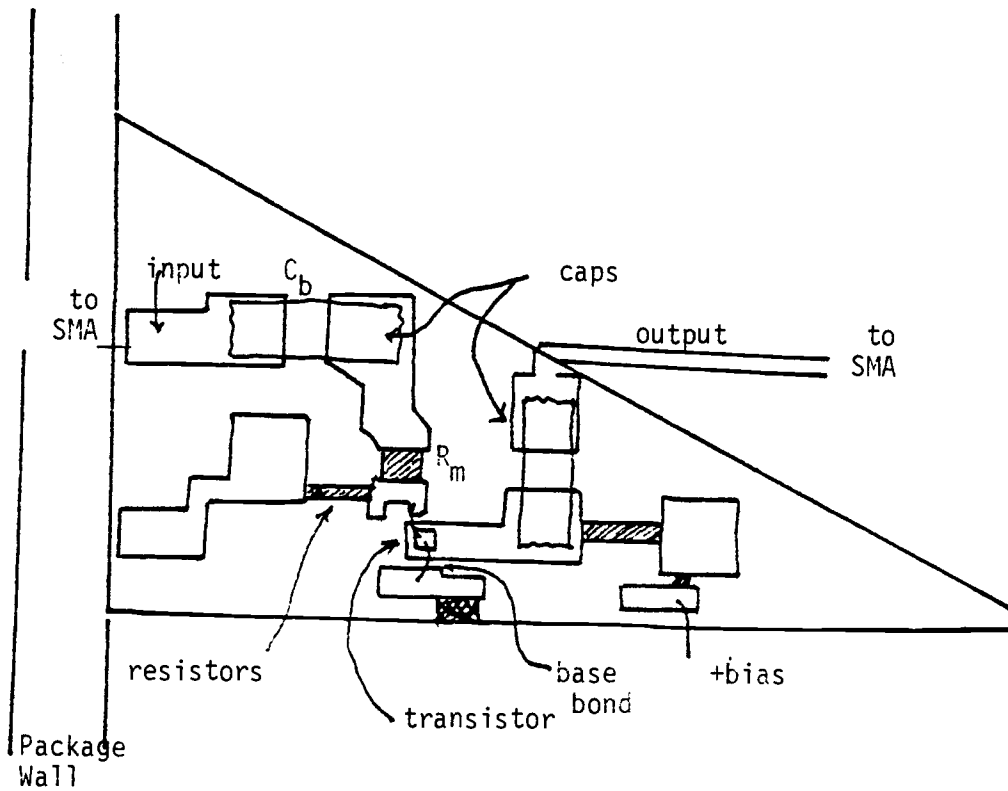 input
C_b
caps
to
SMA
output
to
SMA
R_m
resistors
base
bond
+bias
transistor
Package
Wall